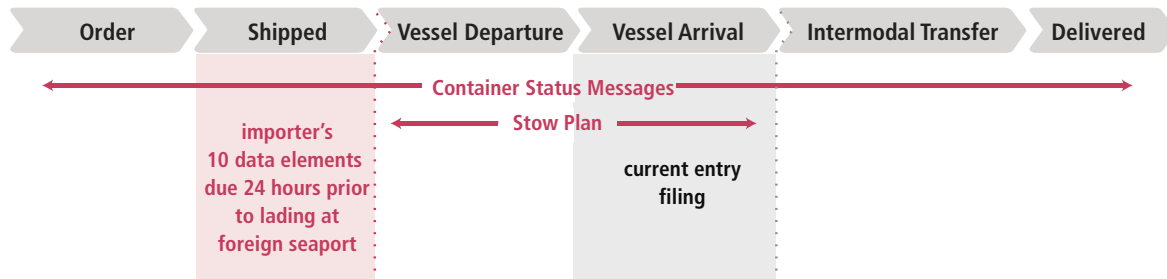 Order
Shipped
Vessel Departure
Vessel Arrival
Intermodal Transfer
Delivered
Container Status Messages
Stow Plan
importer's
10 data elements
due 24 hours prior
to lading at
foreign seaport
current entry
filing